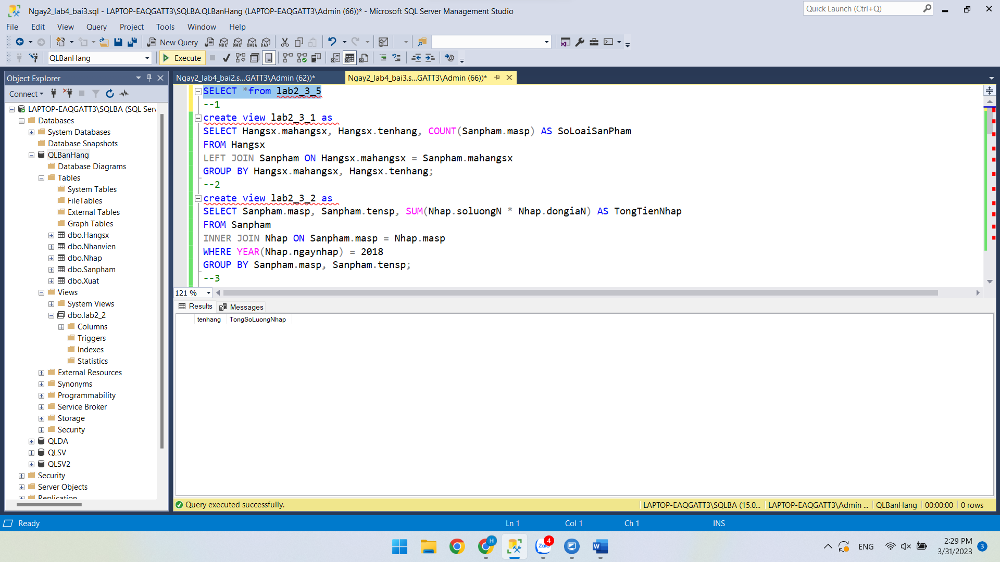 Ngay2_lab4_bai3.sql - LAPTOP-EAQGATT3\SQLBA.QLBanHang (LAPTOP-EAQGATT3\Admin (66))* - Microsoft SQL Server Management Studio
Quick Launch (Ctrl+Q)
File Edit View Query Project Tools Window Help
New Query
MDX DMX XMLA DAX
QLBanHang
Execute
Object Explorer
Connect
LAPTOP-EAQGATT3\SQLBA (SQL Serv
Databases
System Databases
Database Snapshots
QLBanHang
Database Diagrams
Tables
System Tables
FileTables
External Tables
Graph Tables
dbo.Hangsx
dbo.Nhanvien
dbo.Nhap
dbo.Sanpham
dbo.Xuat
Views
System Views
dbo.lab2_2
Columns
Triggers
Indexes
Statistics
External Resources
Synonyms
Programmability
Service Broker
Storage
Security
QLDA
QLSV
QLSV2
Security
Server Objects
Replication
Ngay2_lab4_bai2.s...GATT3\Admin (62))*
Ngay2_lab4_bai3.s...GATT3\Admin (66))*
SELECT *from lab2_3_5
--1
create view lab2_3_1 as
SELECT Hangsx.mahangsx, Hangsx.tenhang, COUNT(Sanpham.masp) AS SoLoaiSanPham
FROM Hangsx
LEFT JOIN Sanpham ON Hangsx.mahangsx = Sanpham.mahangsx
GROUP BY Hangsx.mahangsx, Hangsx.tenhang;
--2
create view lab2_3_2 as
SELECT Sanpham.masp, Sanpham.tensp, SUM(Nhap.soluongN * Nhap.dongiaN) AS TongTienNhap
FROM Sanpham
INNER JOIN Nhap ON Sanpham.masp = Nhap.masp
WHERE YEAR(Nhap.ngaynhap) = 2018
GROUP BY Sanpham.masp, Sanpham.tensp;
--3
121 %
Results Messages
tenhang TongSoLuongNhap
Query executed successfully.
LAPTOP-EAQGATT3\SQLBA (15.0... LAPTOP-EAQGATT3\Admin ... QLBanHang 00:00:00 0 rows
Ready
Ln 1 Col 1 Ch 1 INS
H
Zalo 4
W
ENG
2:29 PM
3/31/2023
3